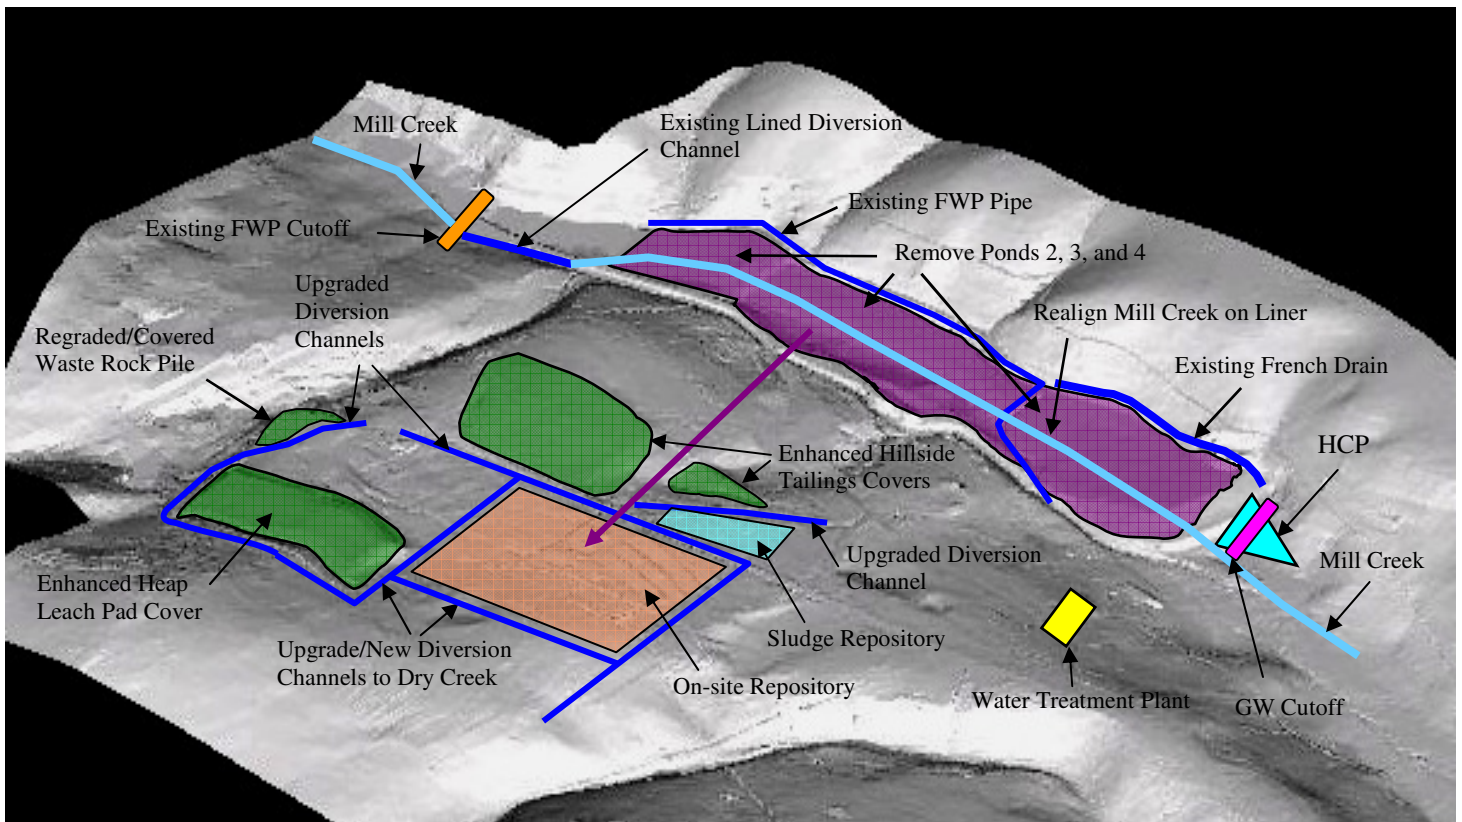 Mill Creek
Existing Lined Diversion
Channel
Existing FWP Cutoff
Existing FWP Pipe
Remove Ponds 2, 3, and 4
Upgraded
Diversion
Channels
Realign Mill Creek on Liner
Regraded/Covered
Waste Rock Pile
Existing French Drain
HCP
Enhanced Hillside
Tailings Covers
Upgraded Diversion
Channel
Mill Creek
Enhanced Heap
Leach Pad Cover
Sludge Repository
Upgrade/New Diversion
Channels to Dry Creek
On-site Repository
Water Treatment Plant
GW Cutoff